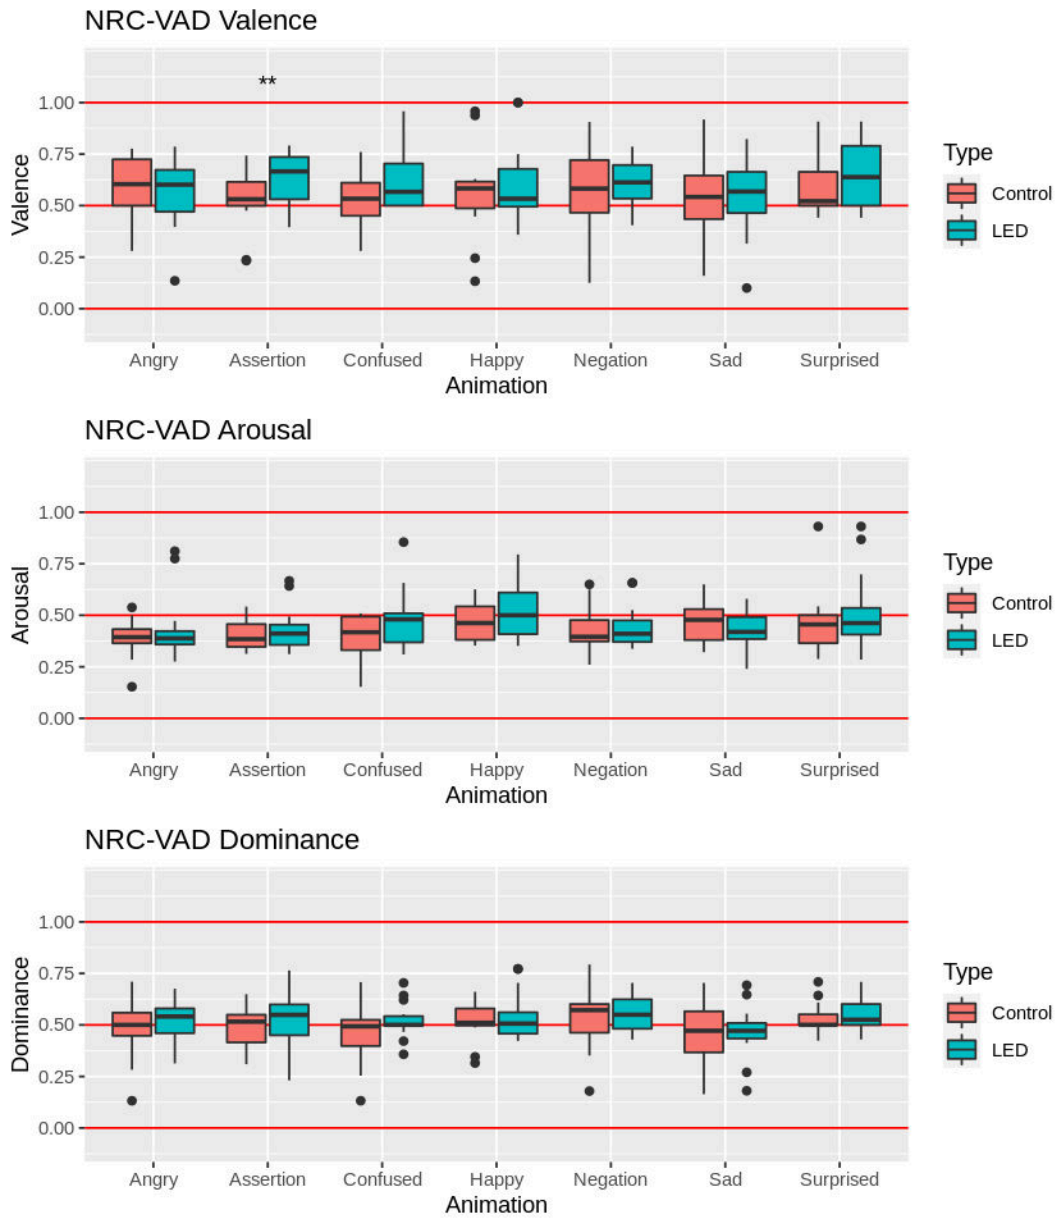 NRC-VAD Valence
**
1.00
0.75
0.50
0.25
0.00
Valence
Angry Assertion Confused Happy Negation Sad Surprised
Animation
Type
Control
LED
NRC-VAD Arousal
1.00
0.75
0.50
0.25
0.00
Arousal
Angry Assertion Confused Happy Negation Sad Surprised
Animation
Type
Control
LED
NRC-VAD Dominance
1.00
0.75
0.50
0.25
0.00
Dominance
Angry Assertion Confused Happy Negation Sad Surprised
Animation
Type
Control
LED